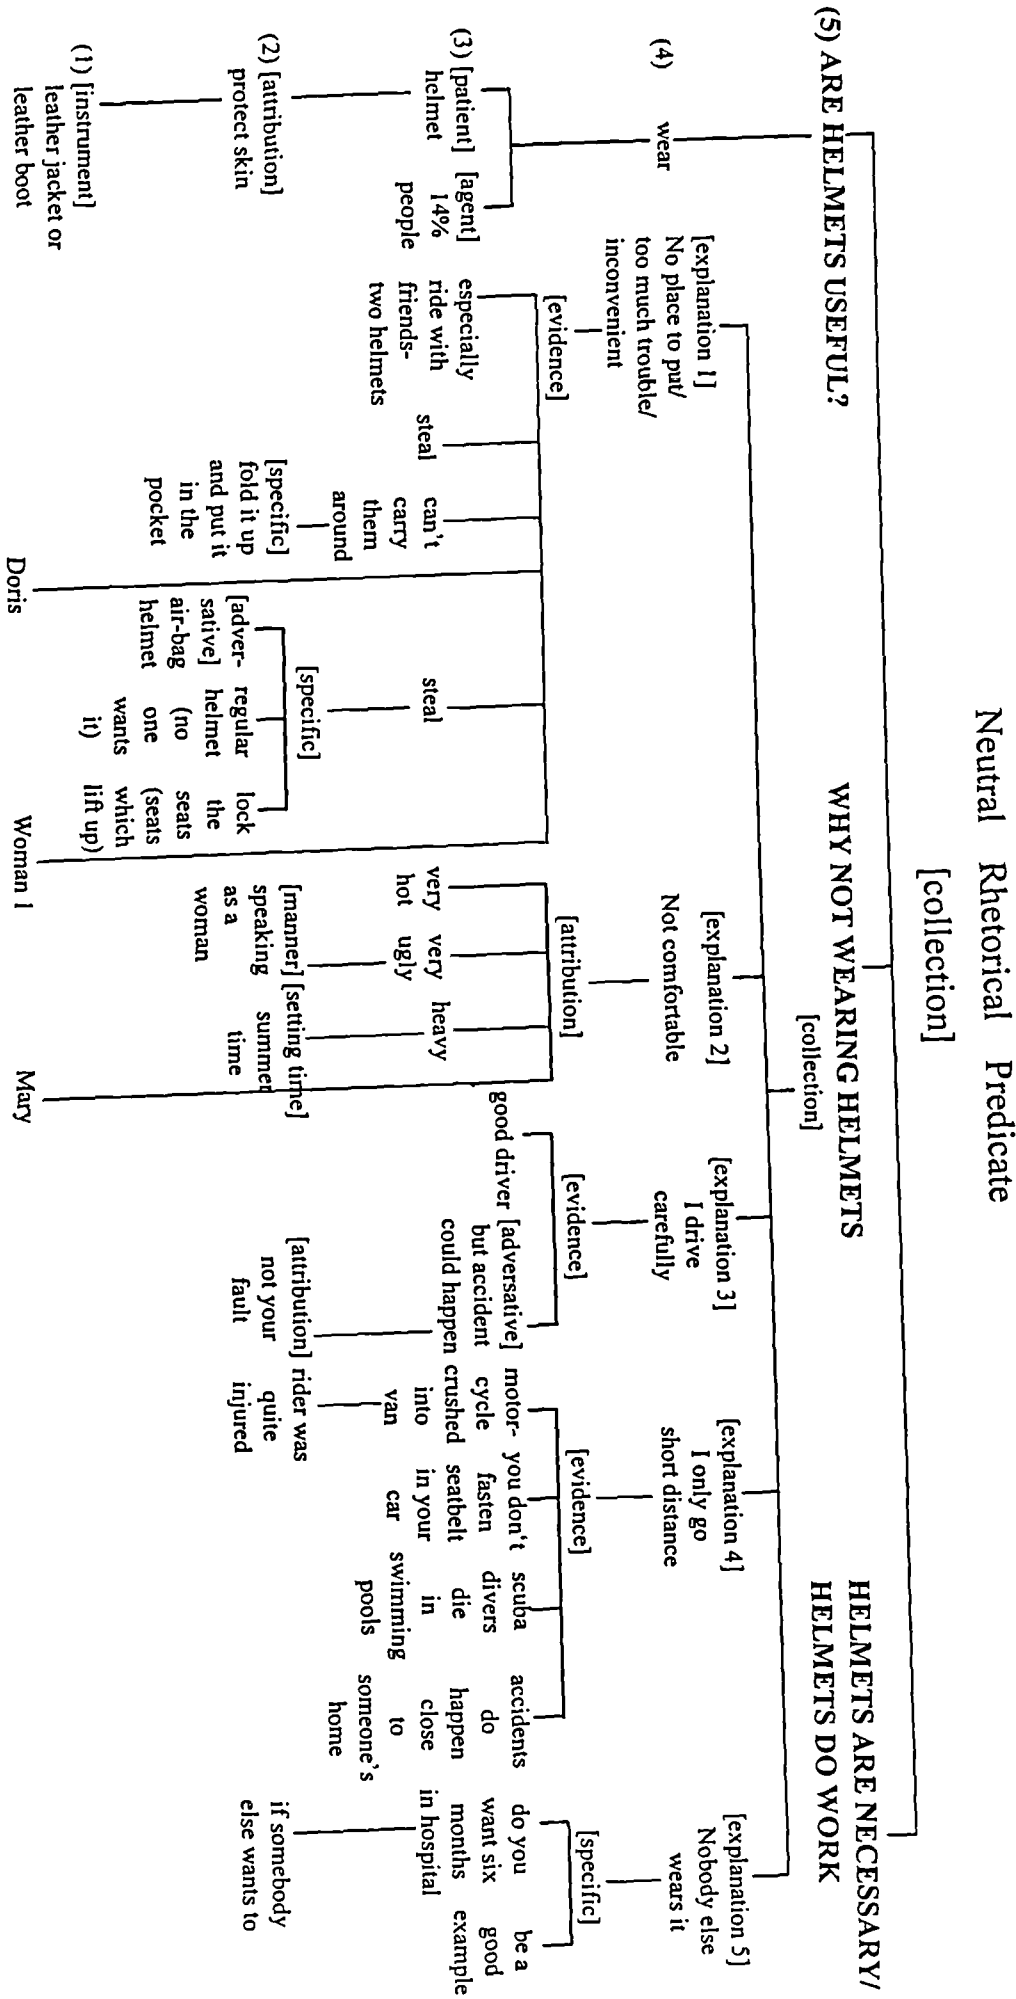 Neutral Rhetorical Predicate
[collection]
(5) ARE HELMETS USEFUL?
WHY NOT WEARING HELMETS
[collection]
HELMETS ARE NECESSARY/
HELMETS DO WORK
(4)
wear
[explanation 1]
No place to put/
too much trouble/
inconvenient
[explanation 2]
Not comfortable
[explanation 3]
I drive
carefully
[explanation 4]
I only go
short distance
[explanation 5]
Nobody else
wears it
[evidence]
[attribution]
[evidence]
[evidence]
[specific]
(3) [patient]
helmet
[agent]
14%
people
especially
ride with
friends-
two helmets
steal
can't
carry
them
around
steal
very
hot
very
ugly
heavy
good driver
[adversative]
but accident
could happen
motor-
cycle
crushed
into
van
you don't
fasten
seatbelt
in your
car
scuba
divers
die
in
swimming
pools
accidents
do
happen
close
to
someone's
home
do you
want six
months
in hospital
be a
good
example
(2) [attribution]
protect skin
[specific]
fold it up
and put it
in the
pocket
[specific]
[adver-
sative]
air-bag
helmet
regular
helmet
(no
one
wants
it)
lock
the
seats
(seats
which
lift up)
[manner]
speaking
as a
woman
[setting time]
summer
time
[attribution]
not your
fault
rider was
quite
injured
if somebody
else wants to
(1) [instrument]
leather jacket or
leather boot
Doris
Woman 1
Mary